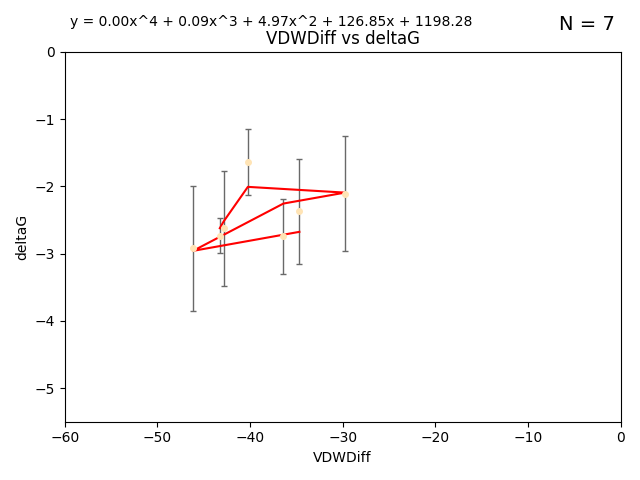 y = 0.00x^4 + 0.09x^3 + 4.97x^2 + 126.85x + 1198.28
N = 7
VDWDiff vs deltaG
0
−1
−2
−3
−4
−5
deltaG
−60 −50 −40 −30 −20 −10 0
VDWDiff